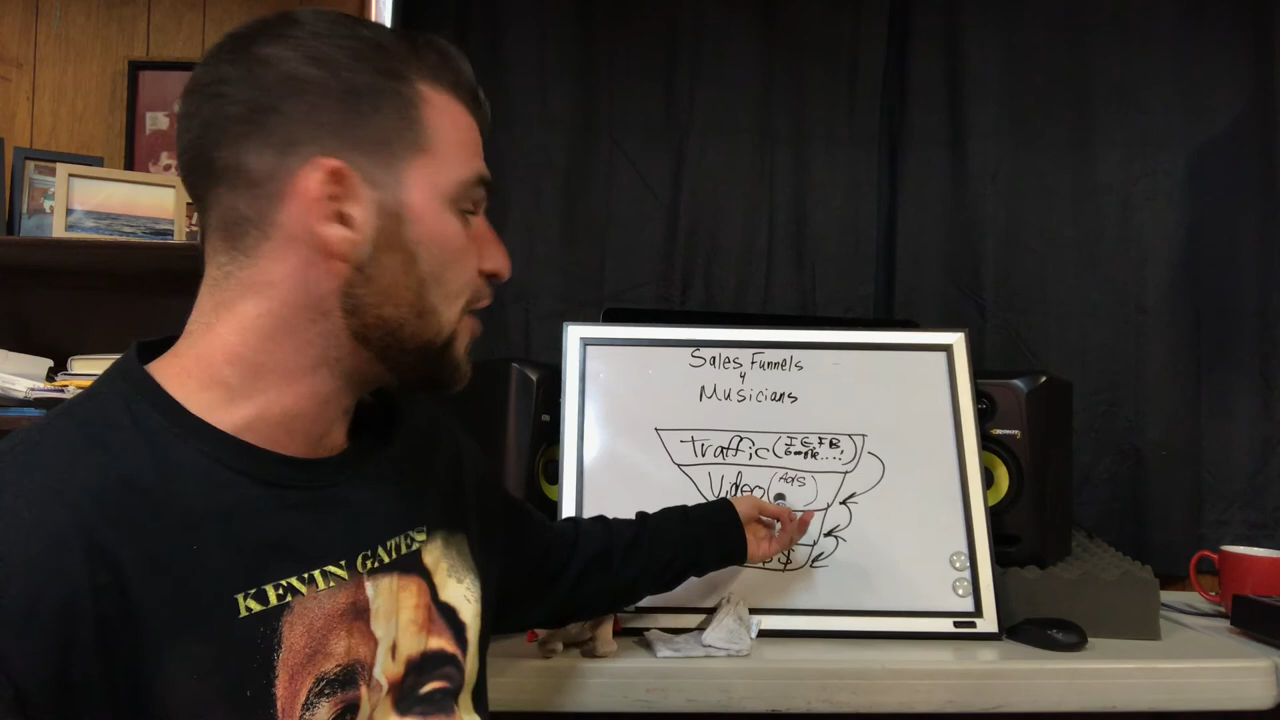 Sales Funnels
4
Musicians
Traffic (IG, FB
Google....!)
Video (Ads)
$$
KEVIN GATES